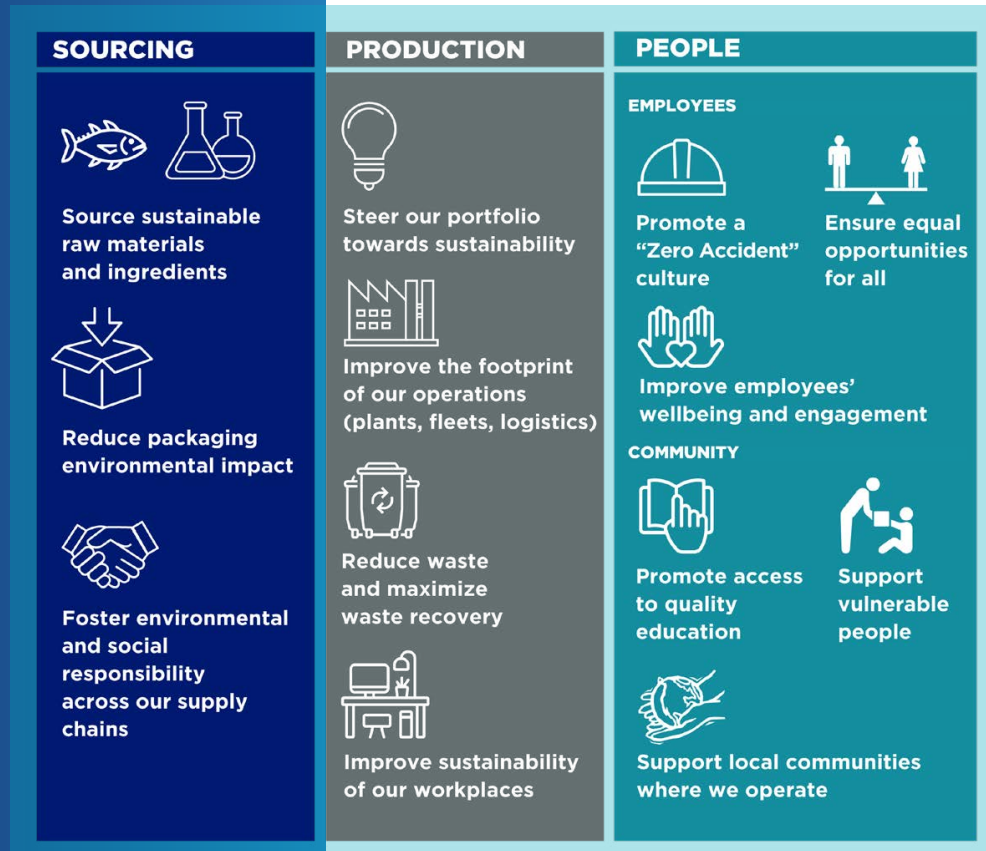 SOURCING
Source sustainable
raw materials
and ingredients
Reduce packaging
environmental impact
Foster environmental
and social
responsibility
across our supply
chains
PRODUCTION
Steer our portfolio
towards sustainability
Improve the footprint
of our operations
(plants, fleets, logistics)
Reduce waste
and maximize
waste recovery
Improve sustainability
of our workplaces
PEOPLE
EMPLOYEES
Promote a
“Zero Accident”
culture
Ensure equal
opportunities
for all
Improve employees’
wellbeing and engagement
COMMUNITY
Promote access
to quality
education
Support
vulnerable
people
Support local communities
where we operate